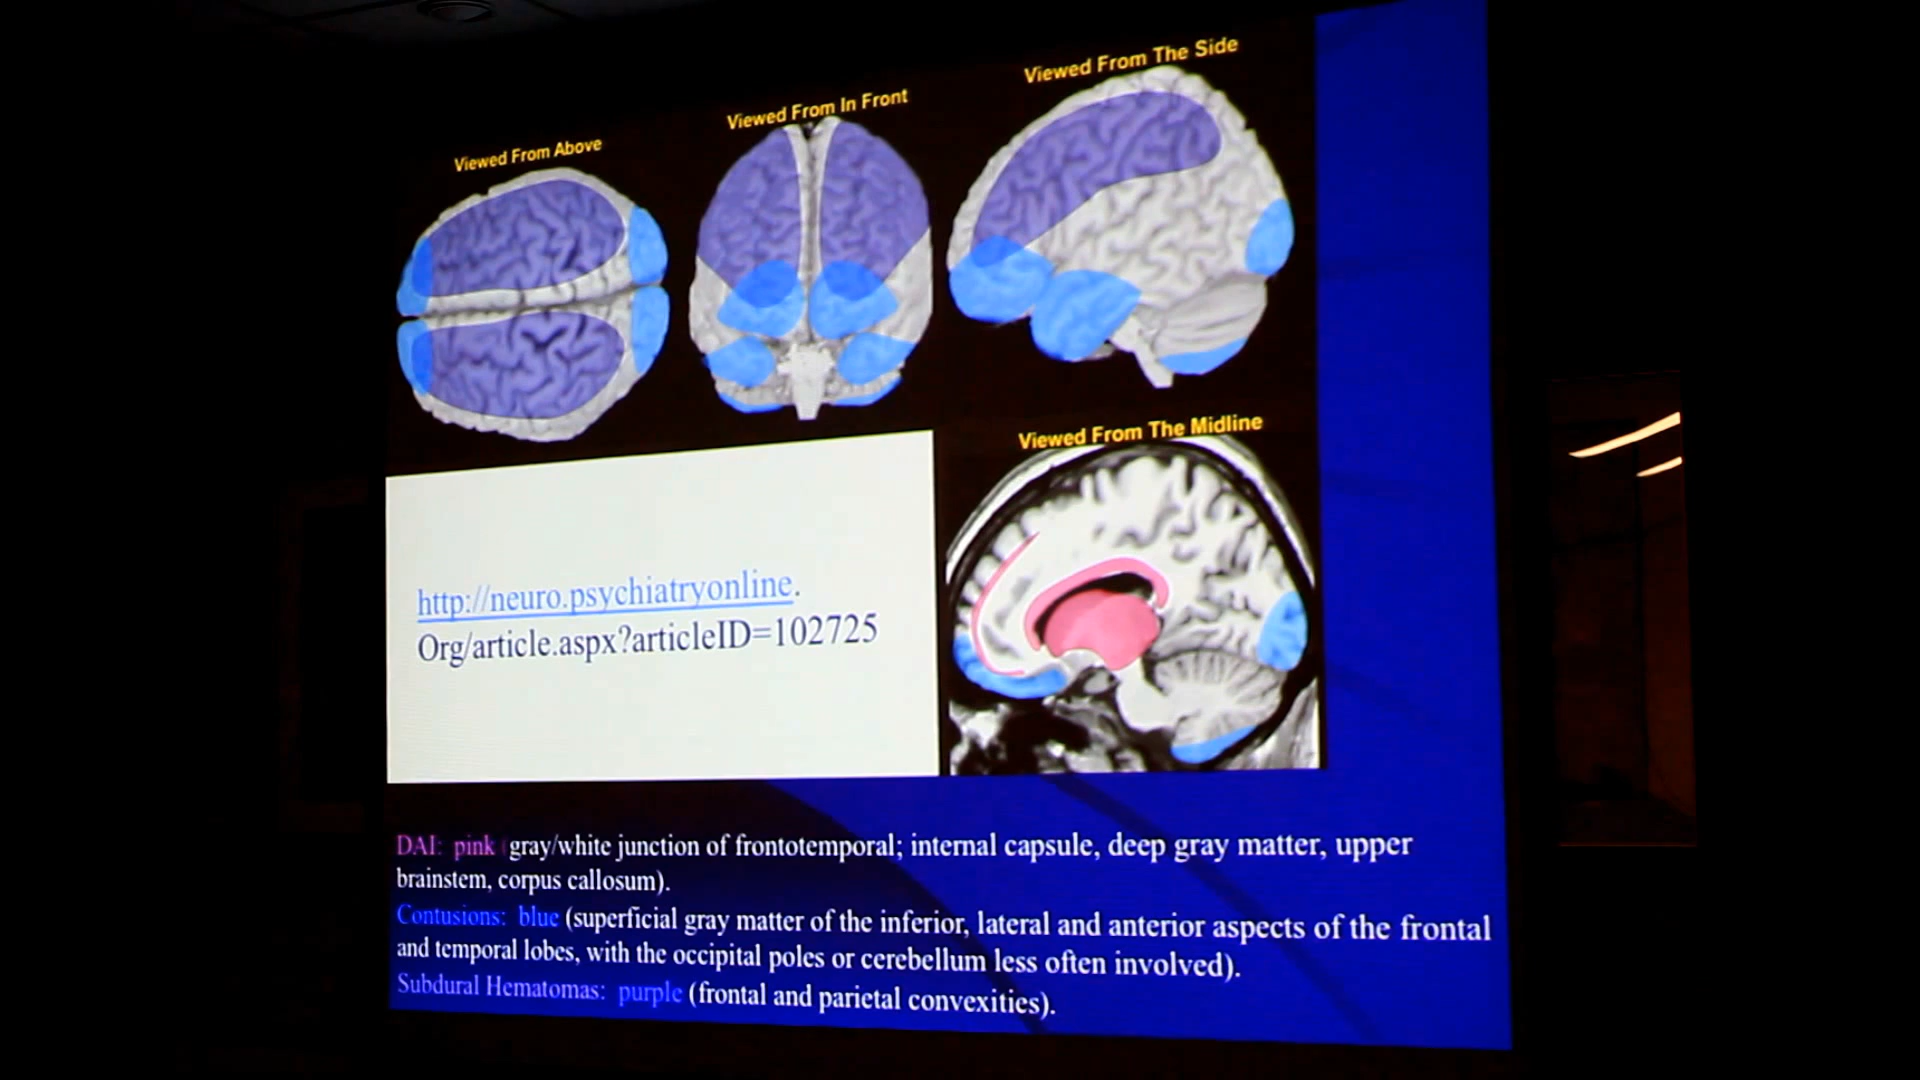 Viewed From Above
Viewed From In Front
Viewed From The Side
Viewed From The Midline
http://neuro.psychiatryonline.
Org/article.aspx?articleID=102725
DAI: pink (gray/white junction of frontotemporal; internal capsule, deep gray matter, upper
brainstem, corpus callosum).
Contusions: blue (superficial gray matter of the inferior, lateral and anterior aspects of the frontal
and temporal lobes, with the occipital poles or cerebellum less often involved).
Subdural Hematomas: purple (frontal and parietal convexities).